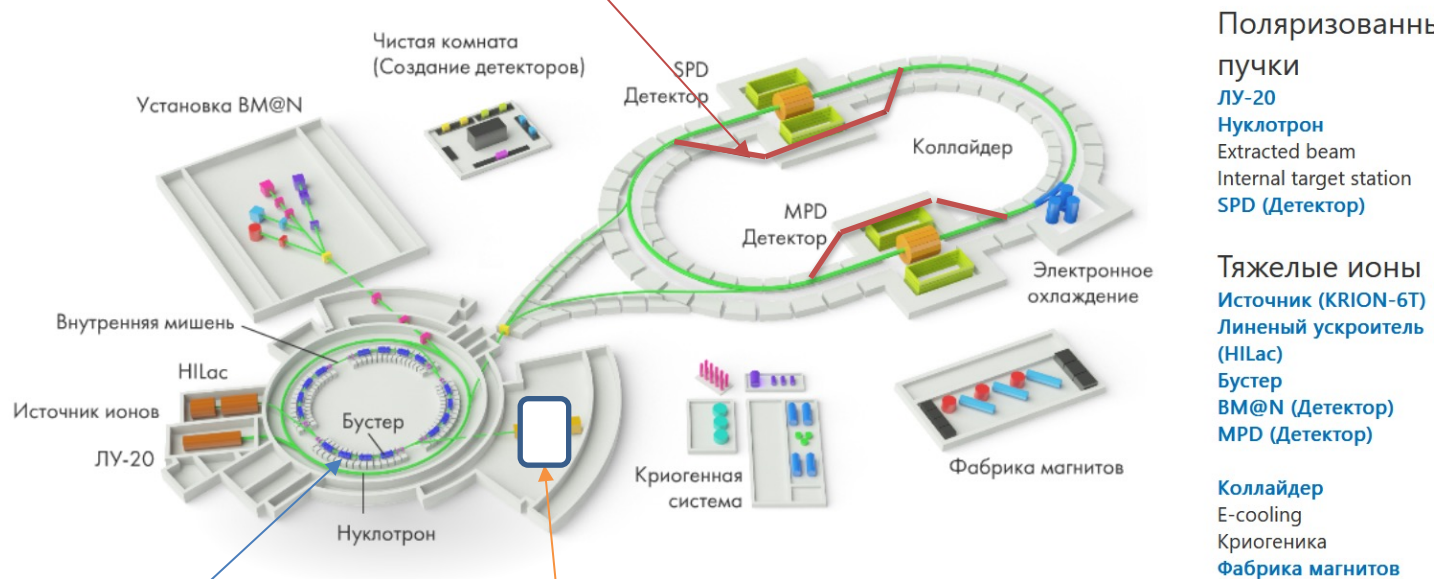 Чистая комната
(Создание детекторов)
Установка BM@N
SPD
Детектор
Коллайдер
MPD
Детектор
Электронное
охлаждение
Внутренняя мишень
HILac
Источник ионов
Бустер
ЛУ-20
Нуклотрон
Криогенная
система
Фабрика магнитов
Поляризованны
пучки
ЛУ-20
Нуклотрон
Extracted beam
Internal target station
SPD (Детектор)
Тяжелые ионы
Источник (KRION-6T)
Линеный ускроитель
(HILac)
Бустер
BM@N (Детектор)
MPD (Детектор)
Коллайдер
E-cooling
Криогеника
Фабрика магнитов